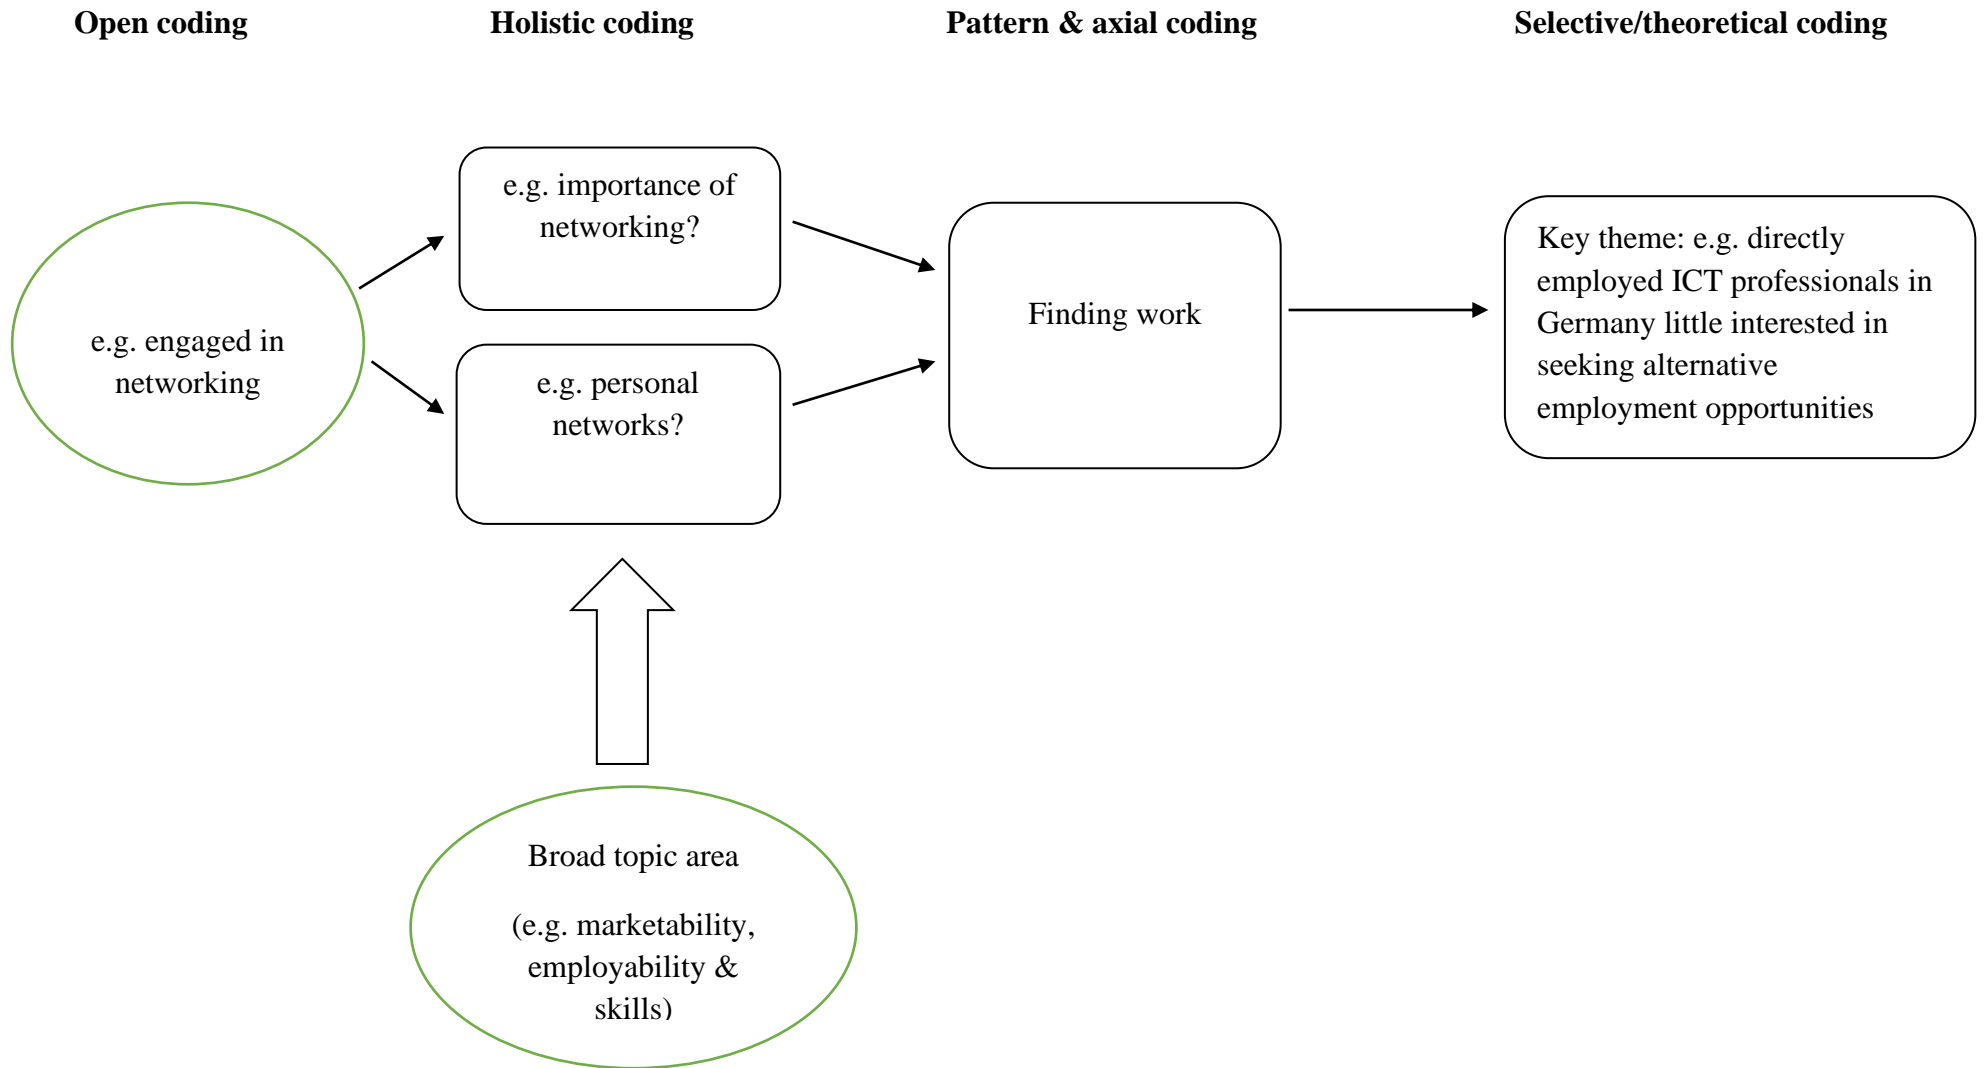 Open coding
Holistic coding
Pattern & axial coding
Selective/theoretical coding
e.g. engaged in
networking
e.g. importance of
networking?
e.g. personal
networks?
Finding work
Key theme: e.g. directly
employed ICT professionals in
Germany little interested in
seeking alternative
employment opportunities
Broad topic area
(e.g. marketability,
employability &
skills)